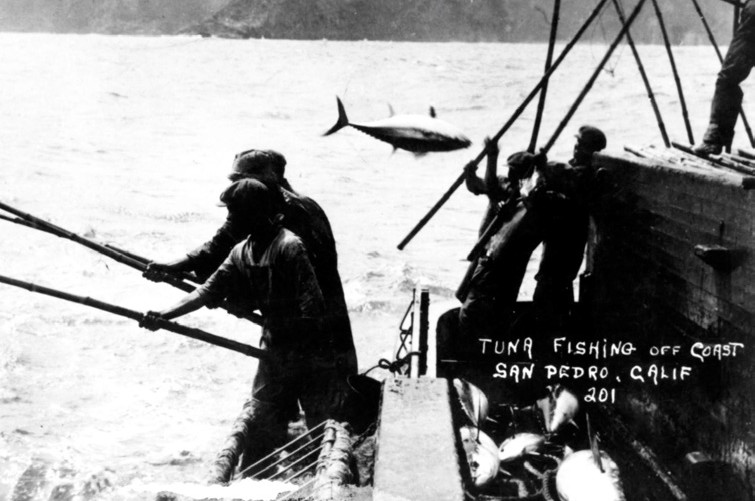 TUNA FISHING OFF COAST
SAN PEDRO, CALIF
201